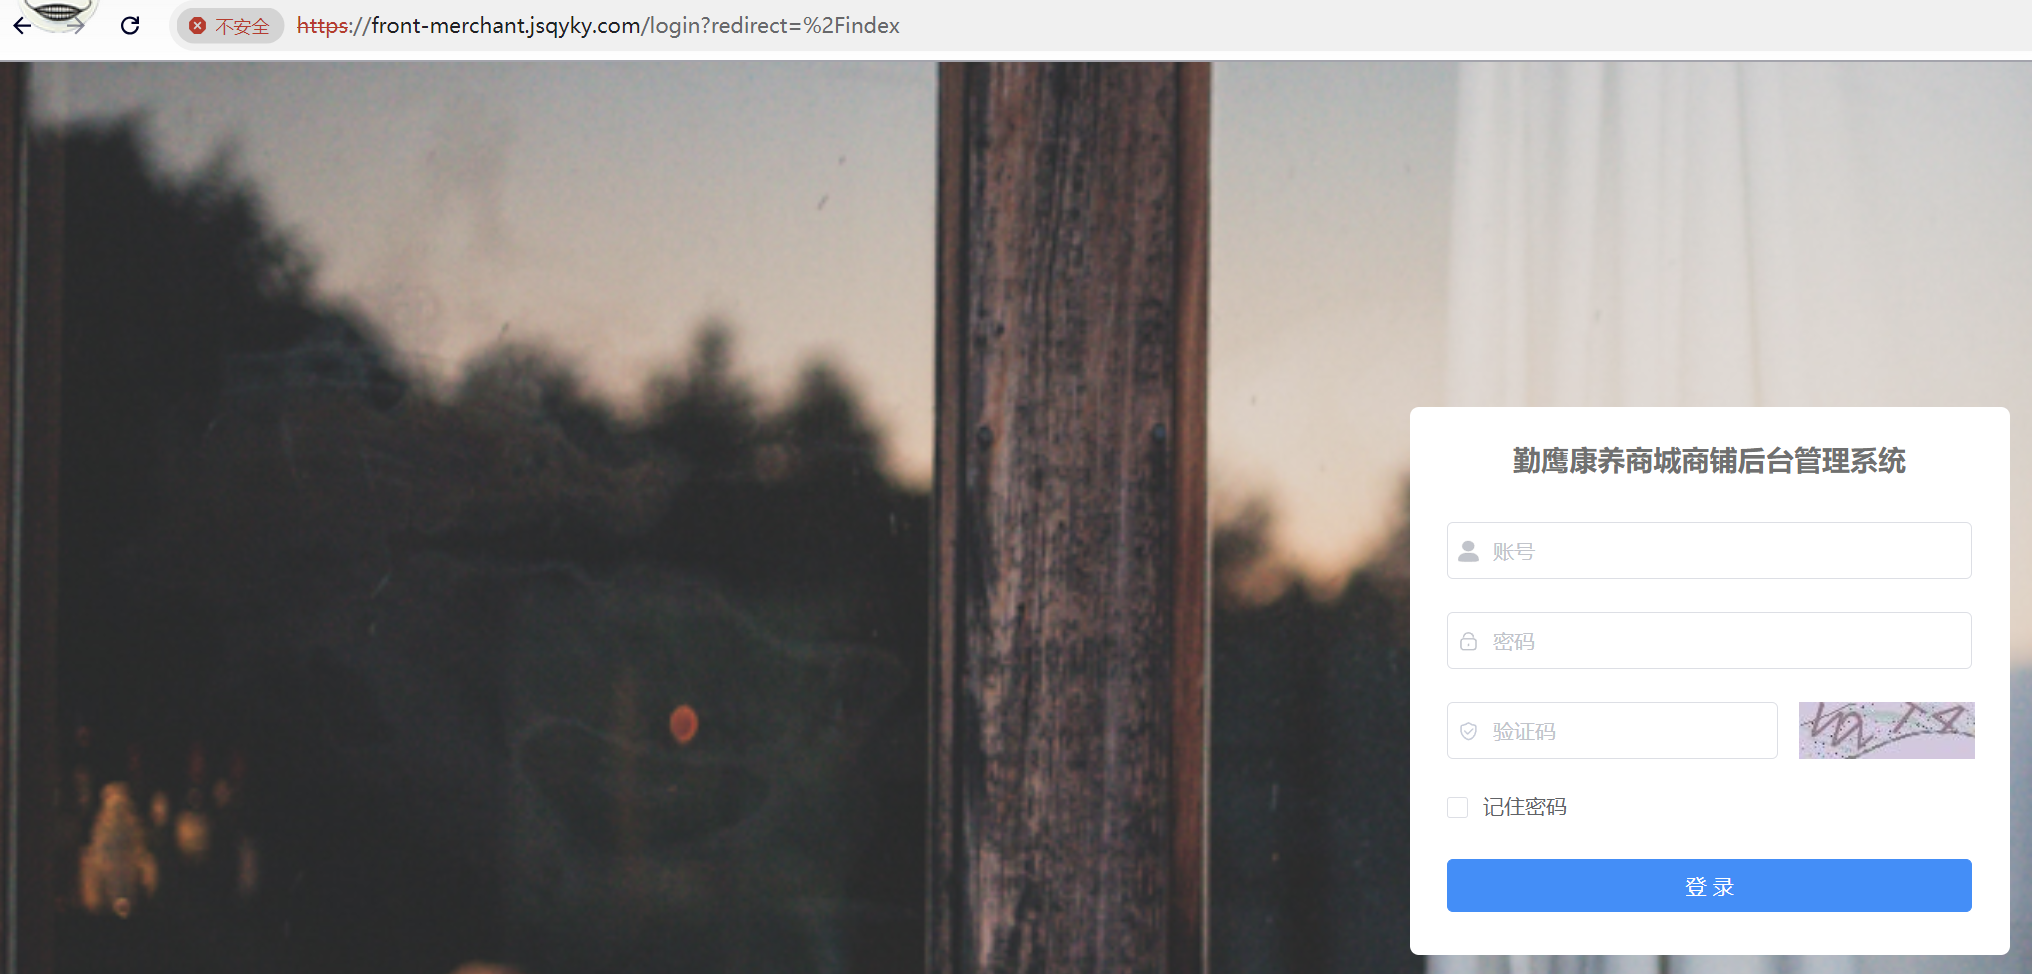 不安全 https://front-merchant.jsqyky.com/login?redirect=%2Findex
勤鹰康养商城商铺后台管理系统
账号
密码
验证码
记住密码
登 录